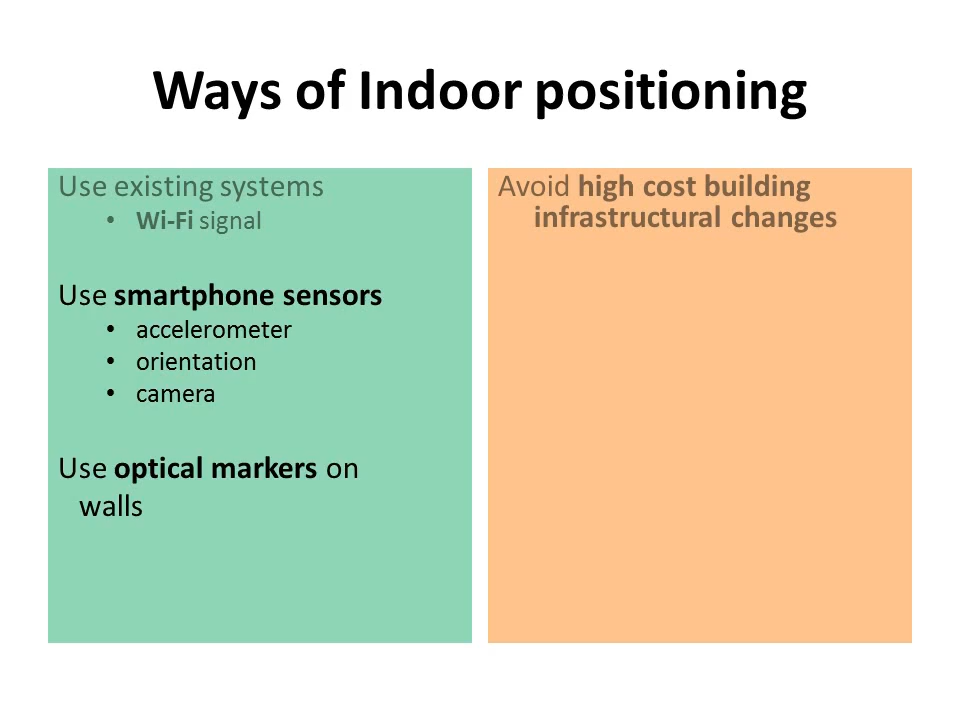 Ways of Indoor positioning
Use existing systems
• Wi-Fi signal
Use smartphone sensors
• accelerometer
• orientation
• camera
Use optical markers on
walls
Avoid high cost building
infrastructural changes